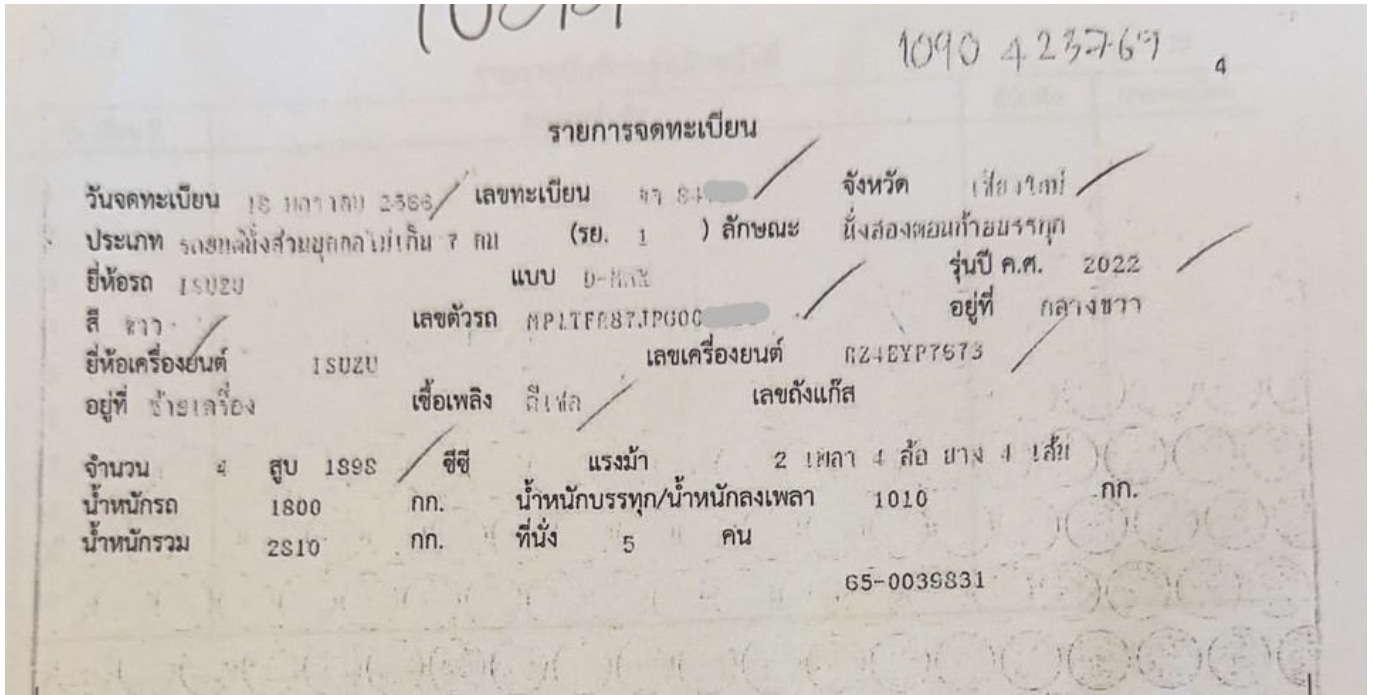 1090 423769
4
รายการจดทะเบียน
วันจดทะเบียน 18 มกราคม 2566 เลขทะเบียน 84 จังหวัด เชียงใหม่
ประเภท รถยนต์นั่งส่วนบุคคลไม่เกิน 7 คน (รย. 1 ) ลักษณะ นั่งสองตอนท้ายบรรทุก
ยี่ห้อรถ ISUZU แบบ D-MAX รุ่นปี ค.ศ. 2022
สี ขาว เลขตัวรถ อยู่ที่ กลางขวา
ยี่ห้อเครื่องยนต์ ISUZU เลขเครื่องยนต์ RZ4EYP7673
อยู่ที่ ซ้ายเครื่อง เชื้อเพลิง ดีเซล เลขถังแก๊ส
จำนวน 4 สูบ 1898 ซีซี แรงม้า 2 เพลา 4 ล้อ ยาง 4 เส้น
น้ำหนักรถ 1800 กก. น้ำหนักบรรทุก/น้ำหนักลงเพลา 1010 กก.
น้ำหนักรวม 2810 กก. ที่นั่ง 5 คน
65-0039831